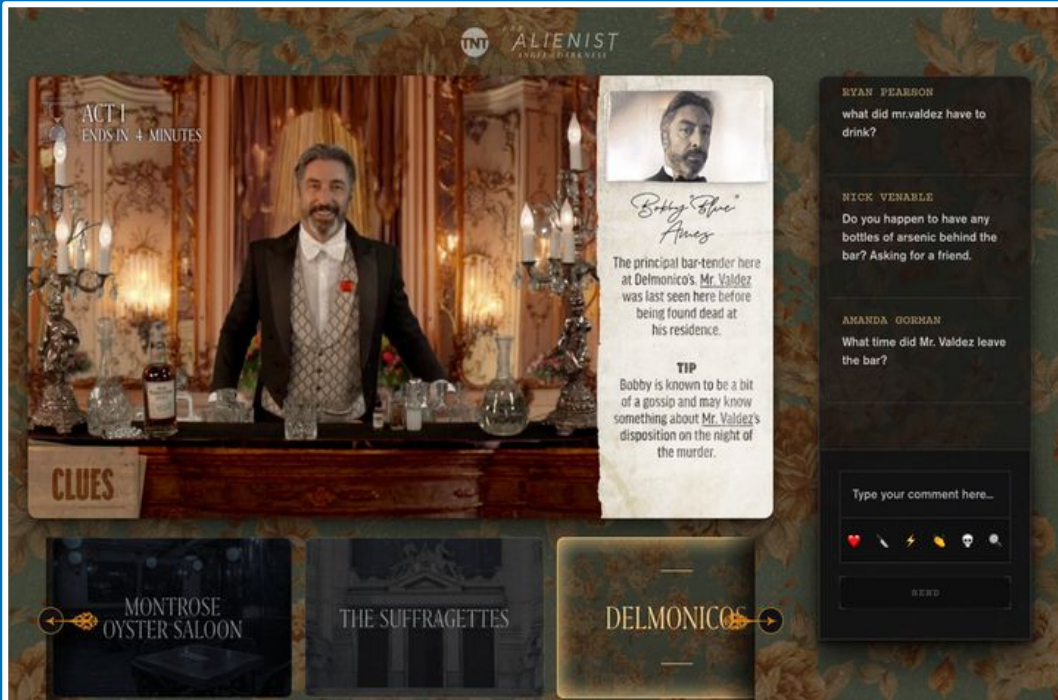 TNT
THE
ALIENIST
ANGEL OF DARKNESS
ACT I
ENDS IN 4 MINUTES
CLUES
Bobby "Blue"
Ames
The principal bar-tender here
at Delmonico's. Mr. Valdez
was last seen here before
being found dead at
his residence.
TIP
Bobby is known to be a bit
of a gossip and may know
something about Mr. Valdez's
disposition on the night of
the murder.
RYAN PEARSON
what did mr.valdez have to
drink?
NICK VENABLE
Do you happen to have any
bottles of arsenic behind the
bar? Asking for a friend.
AMANDA GORMAN
What time did Mr. Valdez leave
the bar?
Type your comment here...
SEND
MONTROSE
OYSTER SALOON
THE SUFFRAGETTES
DELMONICOS